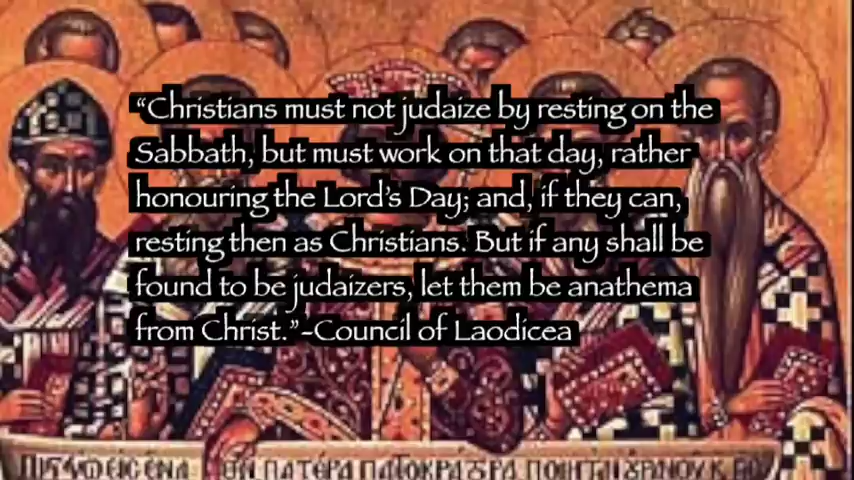 “Christians must not judaize by resting on the
Sabbath, but must work on that day, rather
honouring the Lord’s Day; and, if they can,
resting then as Christians. But if any shall be
found to be judaizers, let them be anathema
from Christ.”-Council of Laodicea
ΠΑΤΕΡΑ